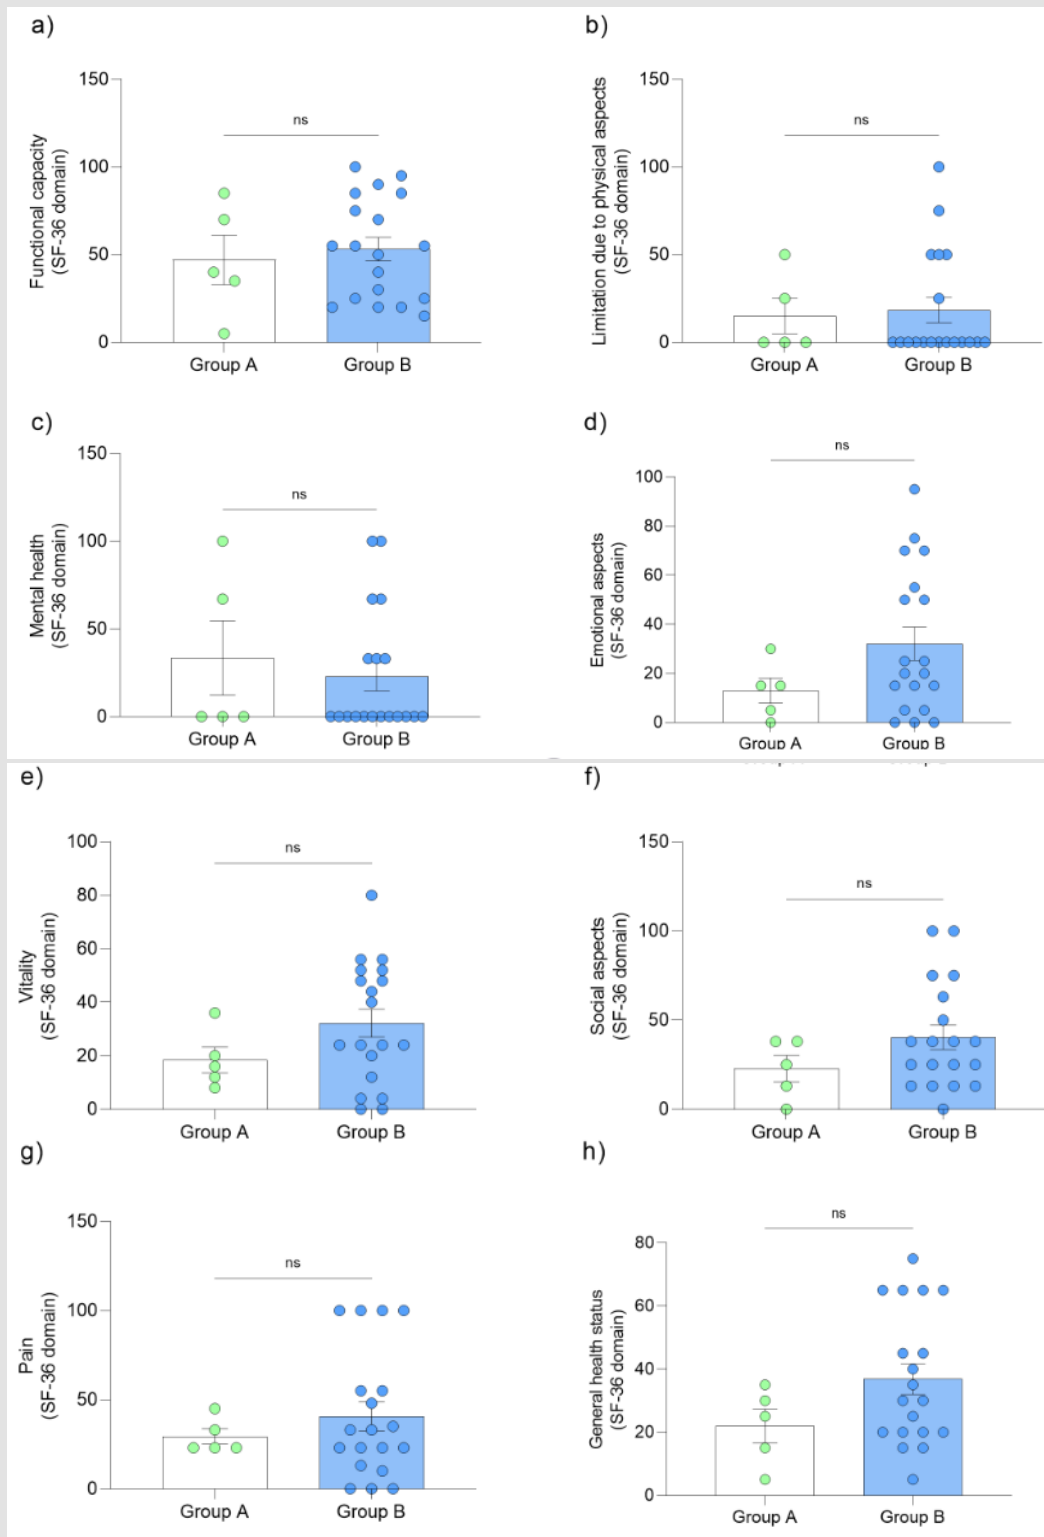 a)
Functional capacity
(SF-36 domain)
150
100
50
0
ns
Group A
Group B
b)
Limitation due to physical aspects
(SF-36 domain)
150
100
50
0
ns
Group A
Group B
c)
Mental health
(SF-36 domain)
150
100
50
0
ns
Group A
Group B
d)
Emotional aspects
(SF-36 domain)
100
80
60
40
20
0
ns
Group A
Group B
e)
Vitality
(SF-36 domain)
100
80
60
40
20
0
ns
Group A
Group B
f)
Social aspects
(SF-36 domain)
150
100
50
0
ns
Group A
Group B
g)
Pain
(SF-36 domain)
150
100
50
0
ns
Group A
Group B
h)
General health status
(SF-36 domain)
80
60
40
20
0
ns
Group A
Group B